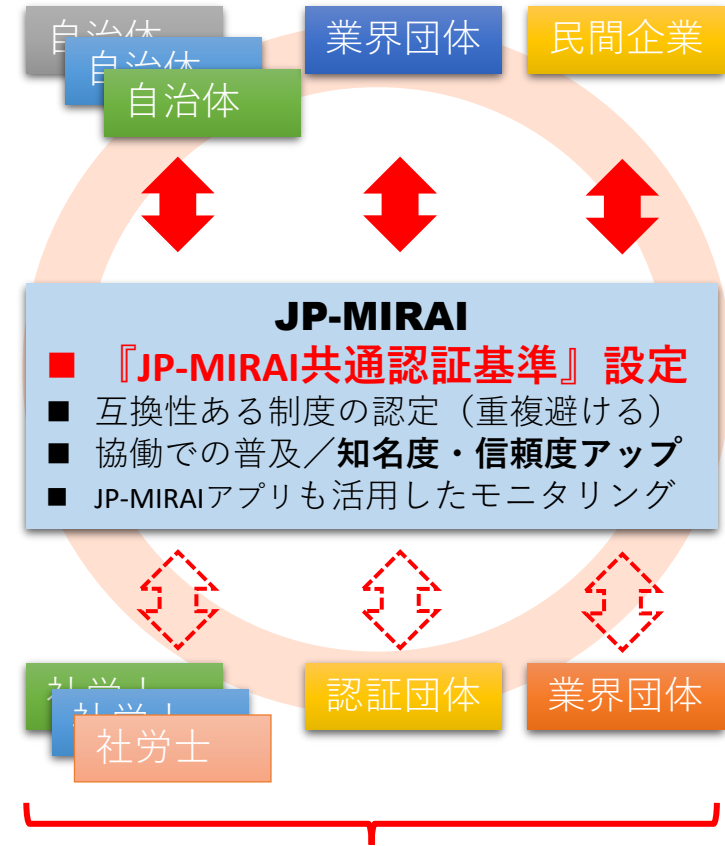 自治体
自治体
自治体
業界団体
民間企業
JP-MIRAI
■ 『JP-MIRAI共通認証基準』設定
■ 互換性ある制度の認定（重複避ける）
■ 協働での普及／知名度・信頼度アップ
■ JP-MIRAIアプリも活用したモニタリング
社労士
社労士
社労士
認証団体
業界団体